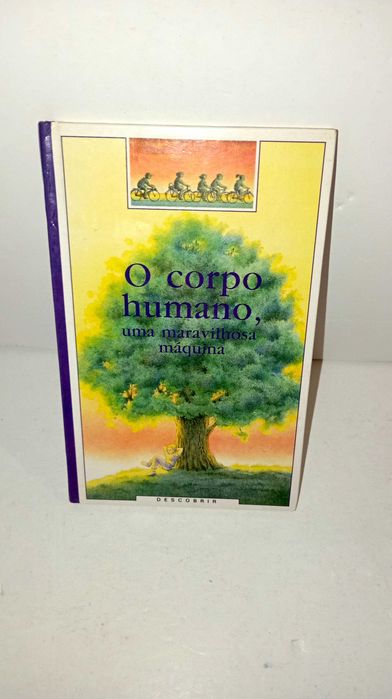 O corpo
humano,
uma maravilhosa
máquina
DESCOBRIR